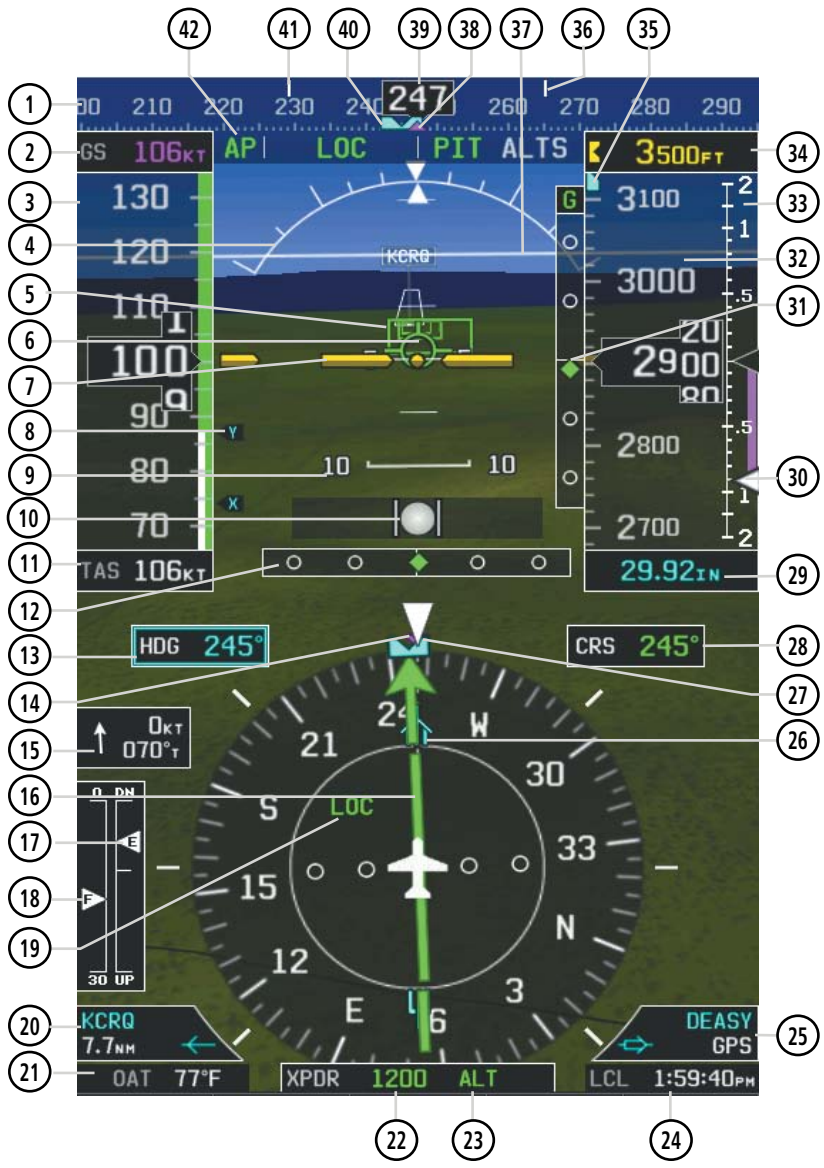 42 41 40 39 38 37 36 35
1 210 220 230 24 247 260 270 280 290
2 GS 106KT AP LOC PIT ALTS 3500FT 34
3 130 G 3100 2 33
4 120 KCRQ 1 32
5 110 3000 .5 31
6 1 20
7 100 2900
9 80
8 90 Y 2800 .5
9 80 10 10 30
10 X 1
70 2700 2
11 TAS 106KT 29.92IN 29
12
13 HDG 245° CRS 245° 28
14 27
15 0KT 24 W 26
070°T 21 30
16 0 DN S LOC 33
17 E
18 F 15 N
19 30 UP 12 3
E 6
20 KCRQ DEASY 25
7.7NM GPS
21 OAT 77°F XPDR 1200 ALT LCL 1:59:40PM
22 23 24